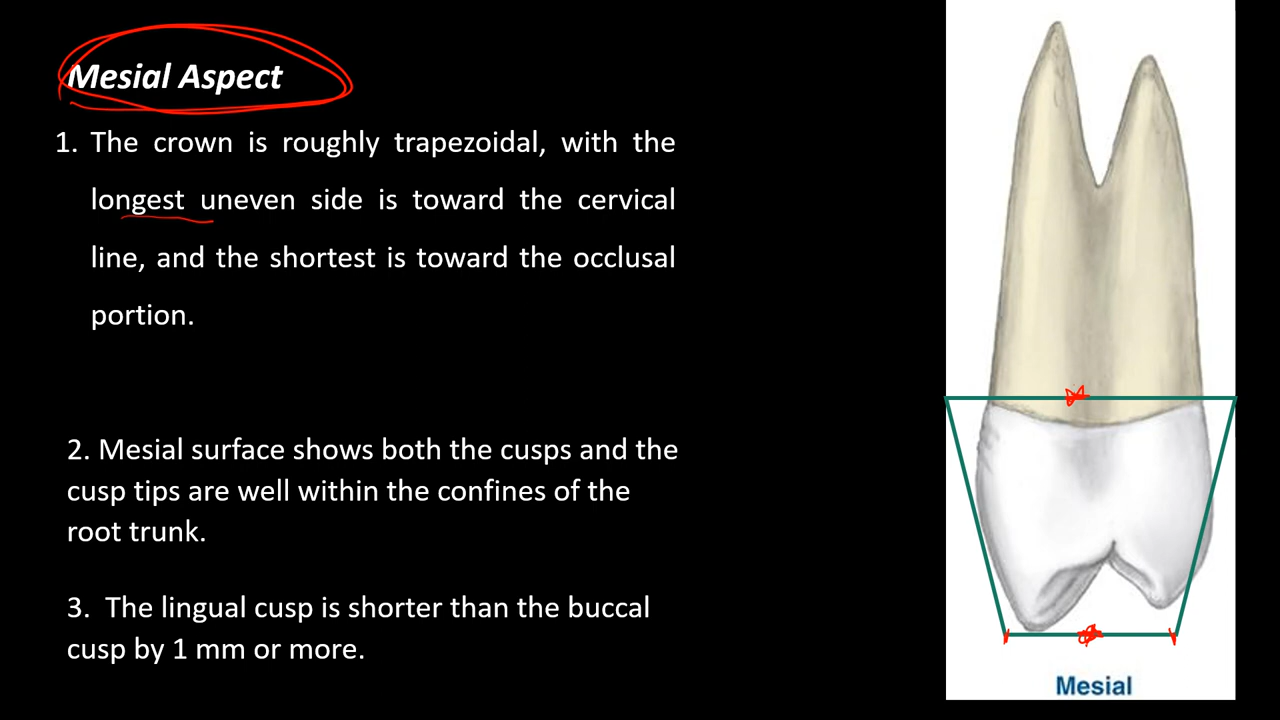 Mesial Aspect
1. The crown is roughly trapezoidal, with the
longest uneven side is toward the cervical
line, and the shortest is toward the occlusal
portion.
2. Mesial surface shows both the cusps and the
cusp tips are well within the confines of the
root trunk.
3. The lingual cusp is shorter than the buccal
cusp by 1 mm or more.
Mesial